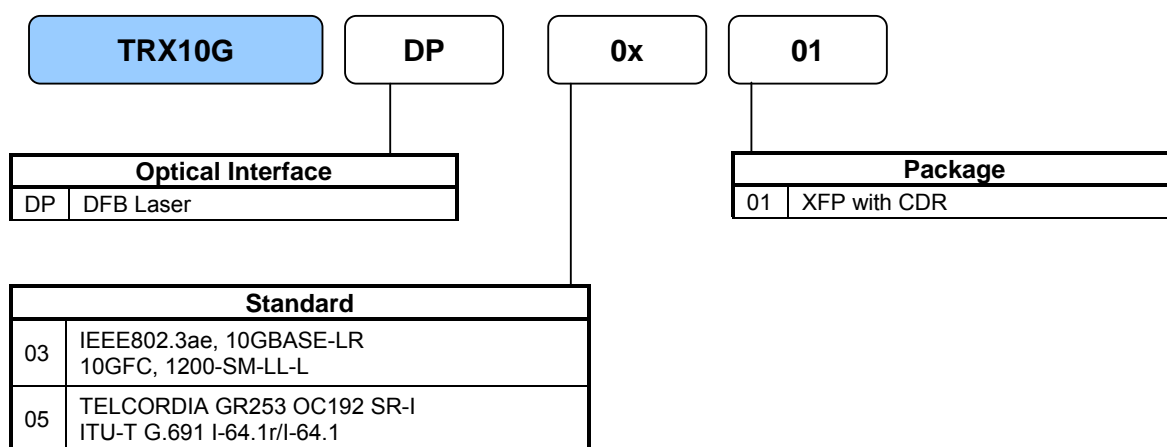 TRX10G DP 0x 01
Optical Interface
DP DFB Laser
Package
01 XFP with CDR
Standard
03 IEEE802.3ae, 10GBASE-LR
10GFC, 1200-SM-LL-L
05 TELCORDIA GR253 OC192 SR-I
ITU-T G.691 I-64.1r/I-64.1